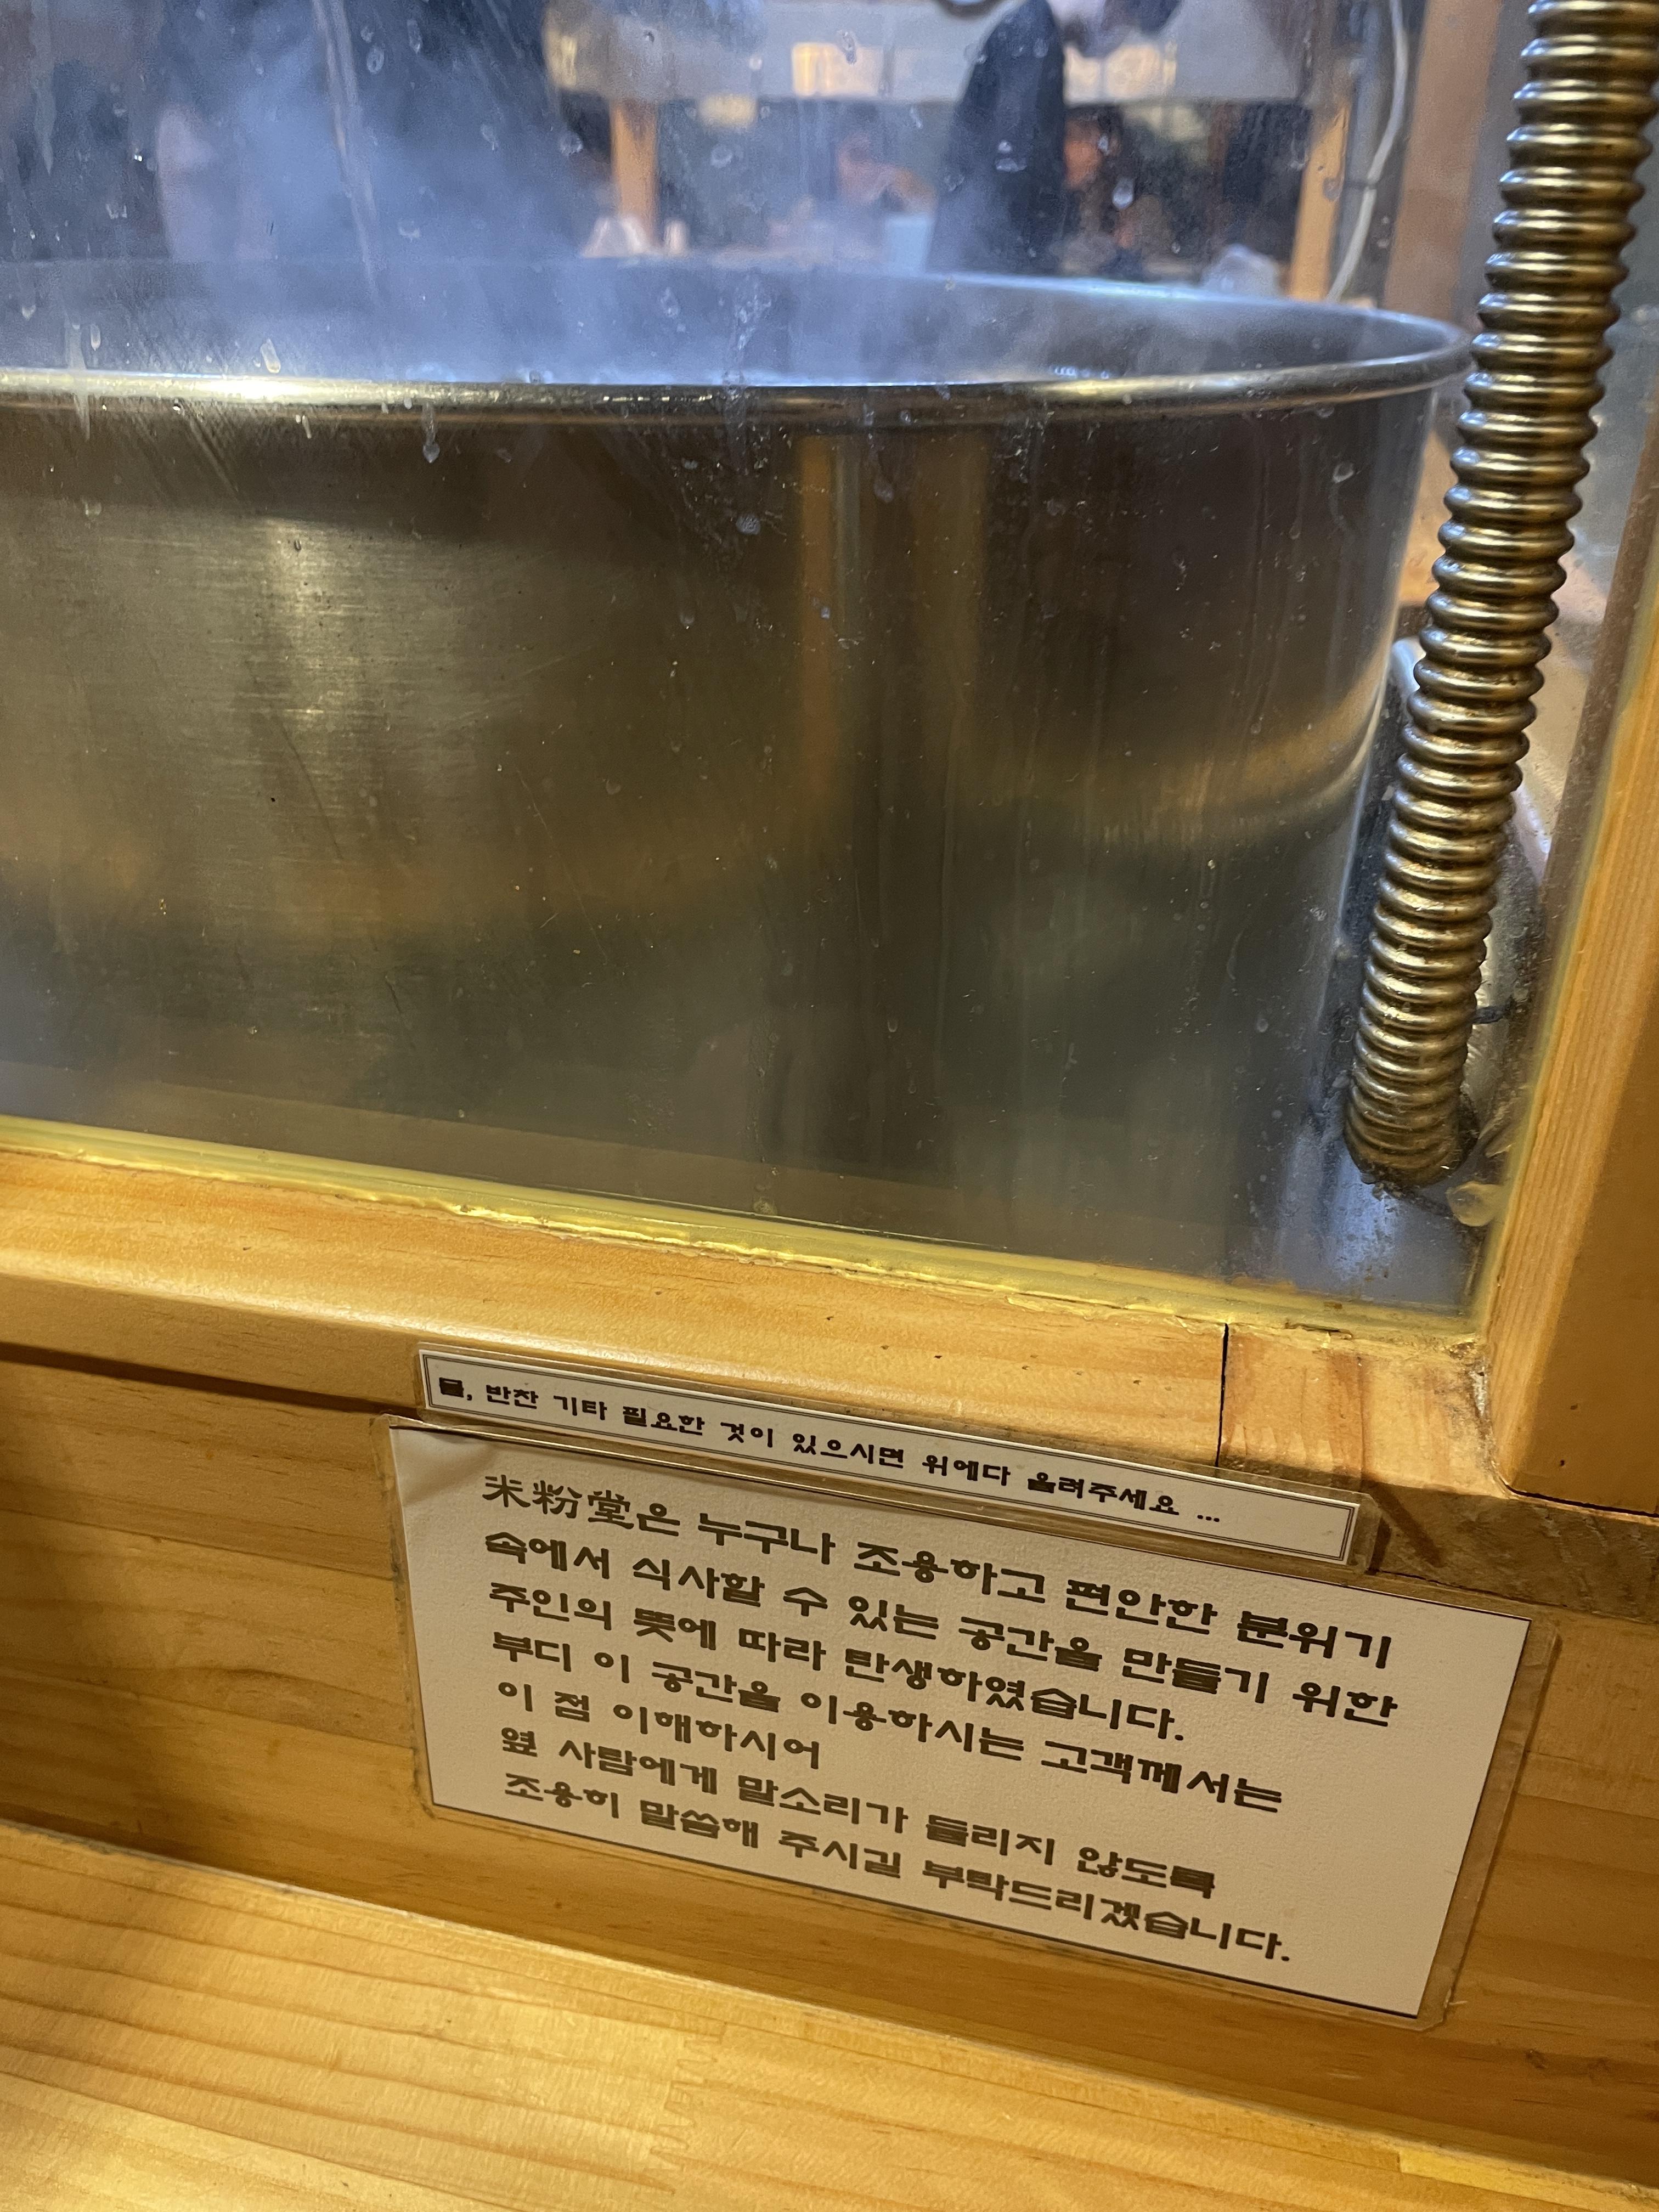 물, 반찬 기타 필요한 것이 있으시면 위에다 올려주세요 ...
米粉堂은 누구나 조용하고 편안한 분위기
속에서 식사할 수 있는 공간을 만들기 위한
주인의 뜻에 따라 탄생하였습니다.
부디 이 공간을 이용하시는 고객께서는
이 점 이해하시어
옆 사람에게 말소리가 들리지 않도록
조용히 말씀해 주시길 부탁드리겠습니다.